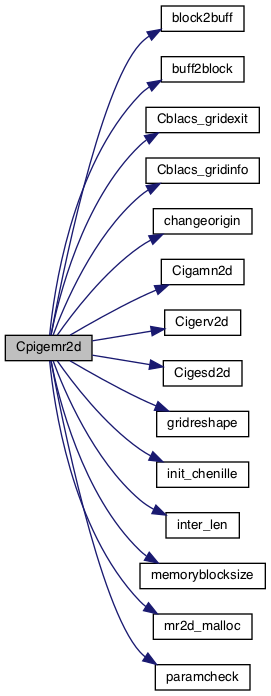 block2buff
buff2block
Cblacs_gridexit
Cblacs_gridinfo
changeorigin
Cigamn2d
Cigerv2d
Cpigemr2d
Cigesd2d
gridreshape
init_chenille
inter_len
memoryblocksize
mr2d_malloc
paramcheck